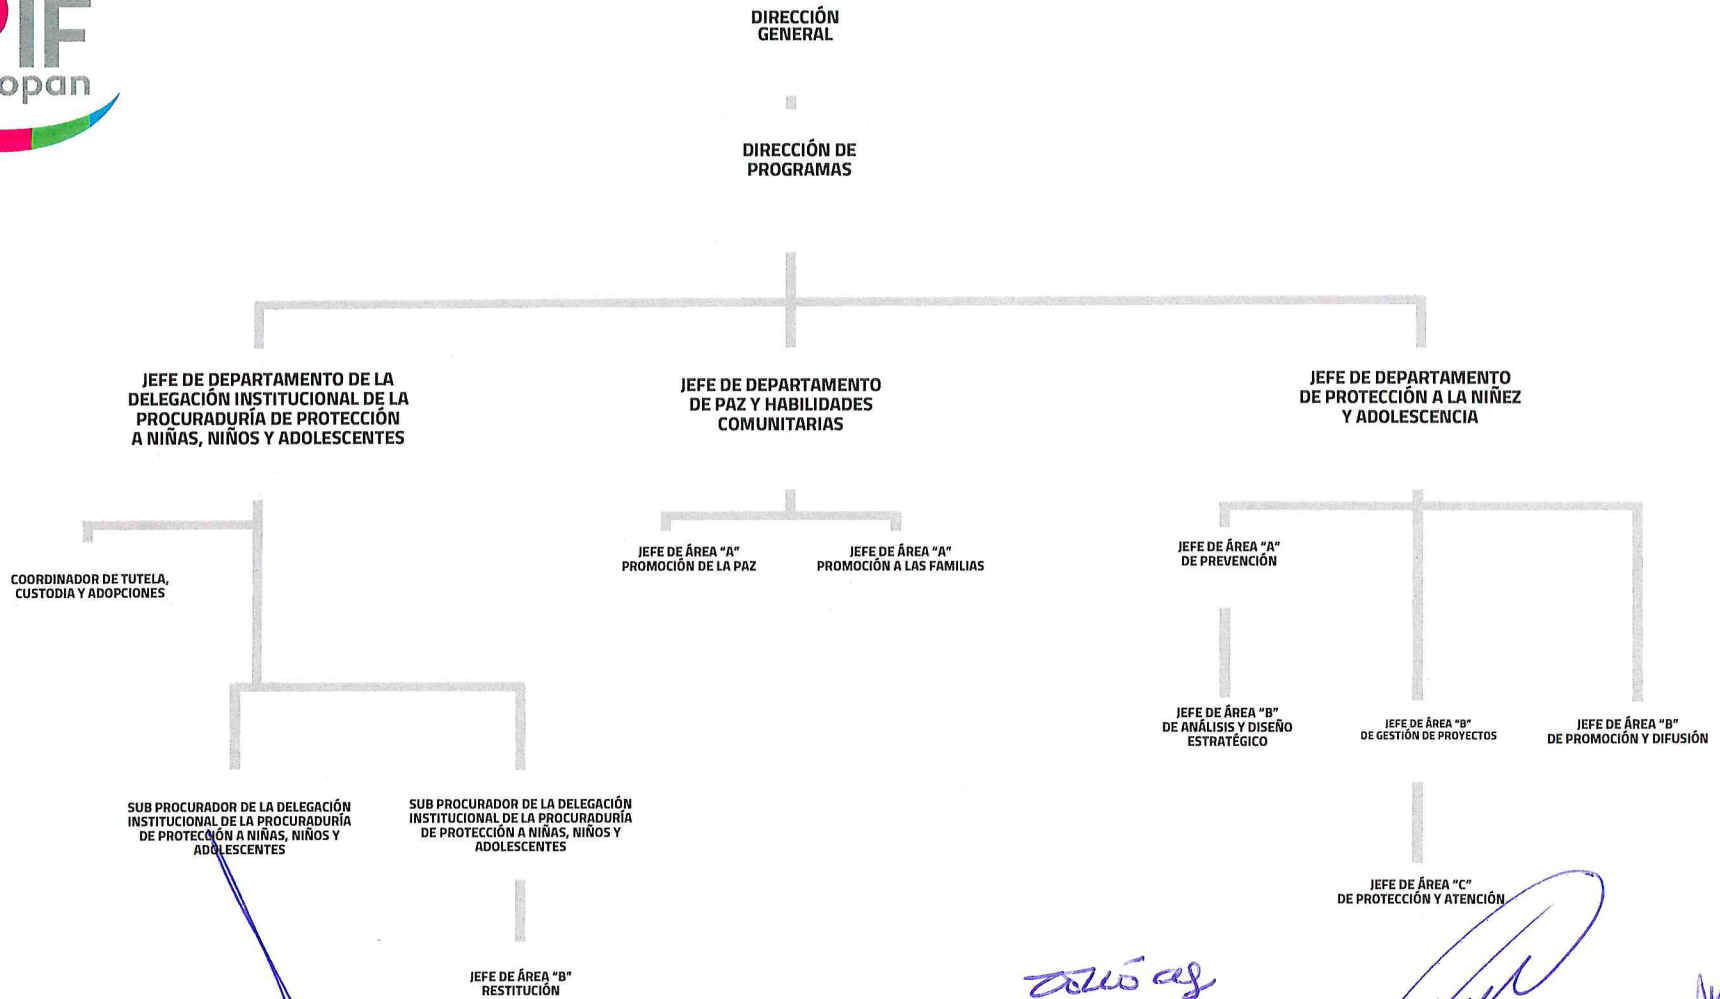 DIF
opan
DIRECCIÓN
GENERAL
DIRECCIÓN DE
PROGRAMAS
JEFE DE DEPARTAMENTO DE LA
DELEGACIÓN INSTITUCIONAL DE LA
PROCURADURÍA DE PROTECCIÓN
A NIÑAS, NIÑOS Y ADOLESCENTES
JEFE DE DEPARTAMENTO
DE PAZ Y HABILIDADES
COMUNITARIAS
JEFE DE DEPARTAMENTO
DE PROTECCIÓN A LA NIÑEZ
Y ADOLESCENCIA
COORDINADOR DE TUTELA,
CUSTODIA Y ADOPCIONES
JEFE DE ÁREA "A"
PROMOCIÓN DE LA PAZ
JEFE DE ÁREA "A"
PROMOCIÓN A LAS FAMILIAS
JEFE DE ÁREA "A"
DE PREVENCIÓN
JEFE DE ÁREA "B"
DE ANÁLISIS Y DISEÑO
ESTRATÉGICO
JEFE DE ÁREA "B"
DE GESTIÓN DE PROYECTOS
JEFE DE ÁREA "B"
DE PROMOCIÓN Y DIFUSIÓN
SUB PROCURADOR DE LA DELEGACIÓN
INSTITUCIONAL DE LA PROCURADURÍA
DE PROTECCIÓN A NIÑAS, NIÑOS Y
ADOLESCENTES
SUB PROCURADOR DE LA DELEGACIÓN
INSTITUCIONAL DE LA PROCURADURÍA
DE PROTECCIÓN A NIÑAS, NIÑOS Y
ADOLESCENTES
JEFE DE ÁREA "C"
DE PROTECCIÓN Y ATENCIÓN
JEFE DE ÁREA "B"
RESTITUCIÓN